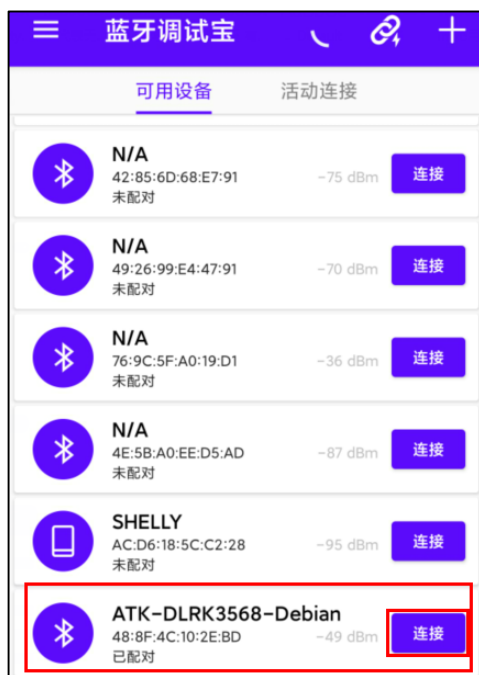 蓝牙调试宝
可用设备 活动连接
N/A
42:85:6D:68:E7:91 -75 dBm 连接
未配对
N/A
49:26:99:E4:47:91 -70 dBm 连接
未配对
N/A
76:9C:5F:A0:19:D1 -36 dBm 连接
未配对
N/A
4E:5B:A0:EE:D5:AD -87 dBm 连接
未配对
SHELLY
AC:D6:18:5C:C2:28 -95 dBm 连接
未配对
ATK-DLRK3568-Debian
48:8F:4C:10:2E:BD -49 dBm 连接
已配对